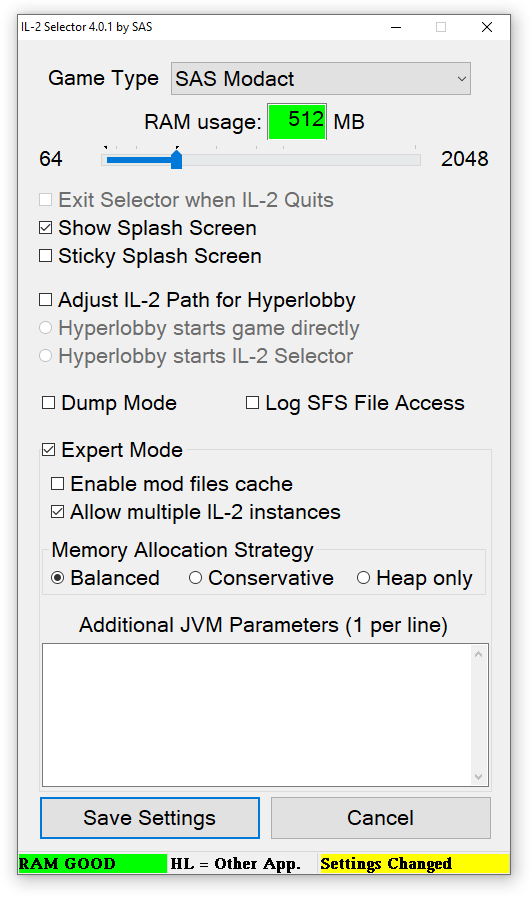 IL-2 Selector 4.0.1 by SAS
Game Type SAS Modact
RAM usage: 512 MB
64 2048
Exit Selector when IL-2 Quits
Show Splash Screen
Sticky Splash Screen
Adjust IL-2 Path for Hyperlobby
Hyperlobby starts game directly
Hyperlobby starts IL-2 Selector
Dump Mode Log SFS File Access
Expert Mode
Enable mod files cache
Allow multiple IL-2 instances
Memory Allocation Strategy
Balanced Conservative Heap only
Additional JVM Parameters (1 per line)
Save Settings Cancel
RAM GOOD HL = Other App. Settings Changed